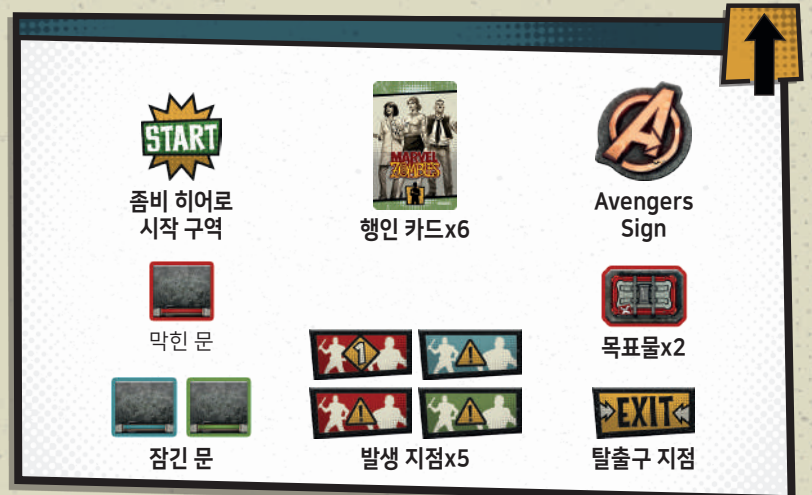 START
좀비 히어로
시작 구역
MARVEL
ZOMBIES
행인 카드x6
Avengers
Sign
막힌 문
목표물x2
1
잠긴 문
발생 지점x5
EXIT
탈출구 지점